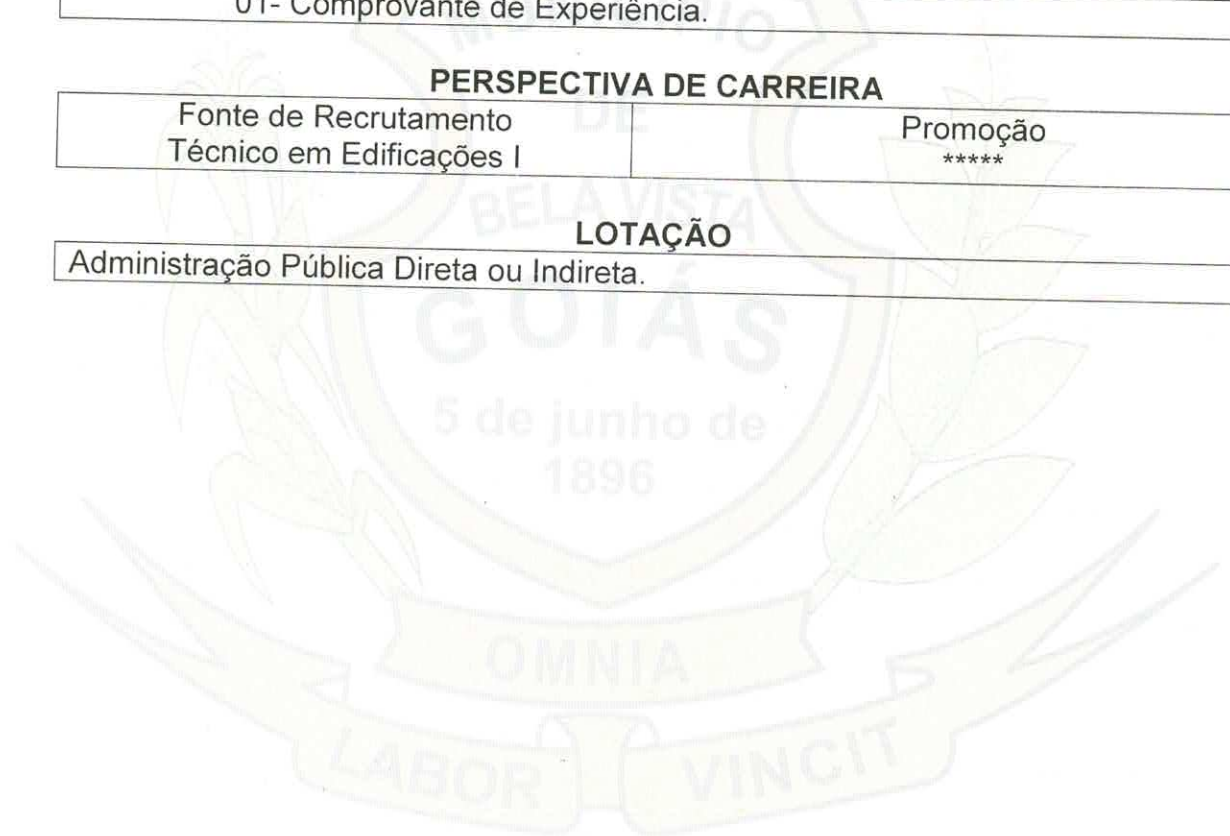 01- Comprovante de Experiência.
PERSPECTIVA DE CARREIRA
Fonte de Recrutamento
Técnico em Edificações I
Promoção
*****
LOTAÇÃO
Administração Pública Direta ou Indireta.
DE
BELA VISTA
GOIÁS
5 de junho de
1896
OMNIA
LABOR VINCIT